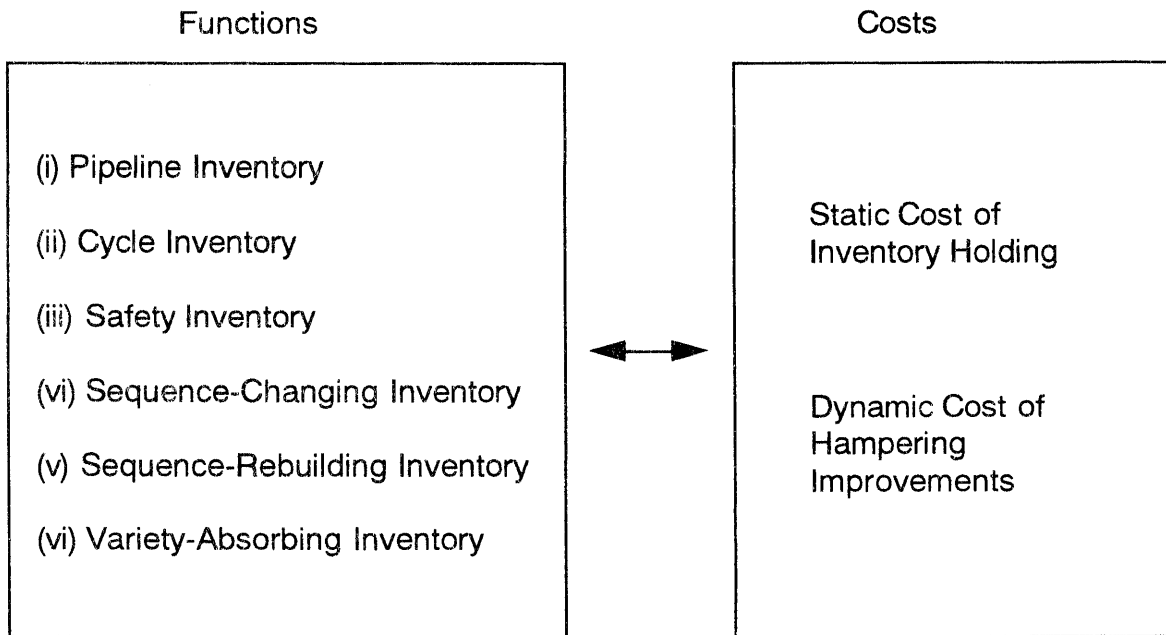 Functions
Costs
(i) Pipeline Inventory
(ii) Cycle Inventory
(iii) Safety Inventory
(vi) Sequence-Changing Inventory
(v) Sequence-Rebuilding Inventory
(vi) Variety-Absorbing Inventory
Static Cost of
Inventory Holding
Dynamic Cost of
Hampering
Improvements